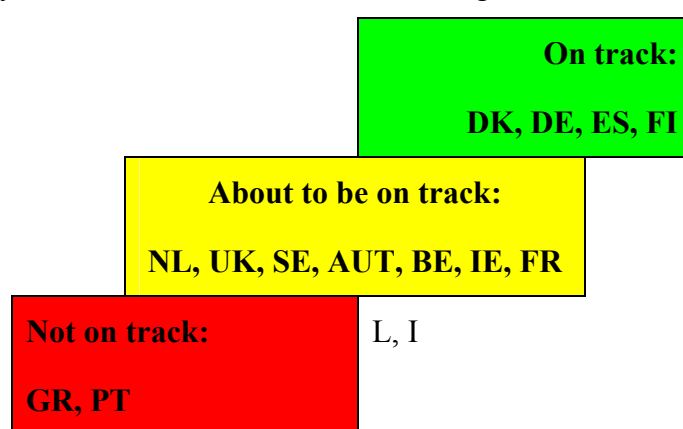 On track:
DK, DE, ES, FI
About to be on track:
NL, UK, SE, AUT, BE, IE, FR
Not on track:
L, I
GR, PT